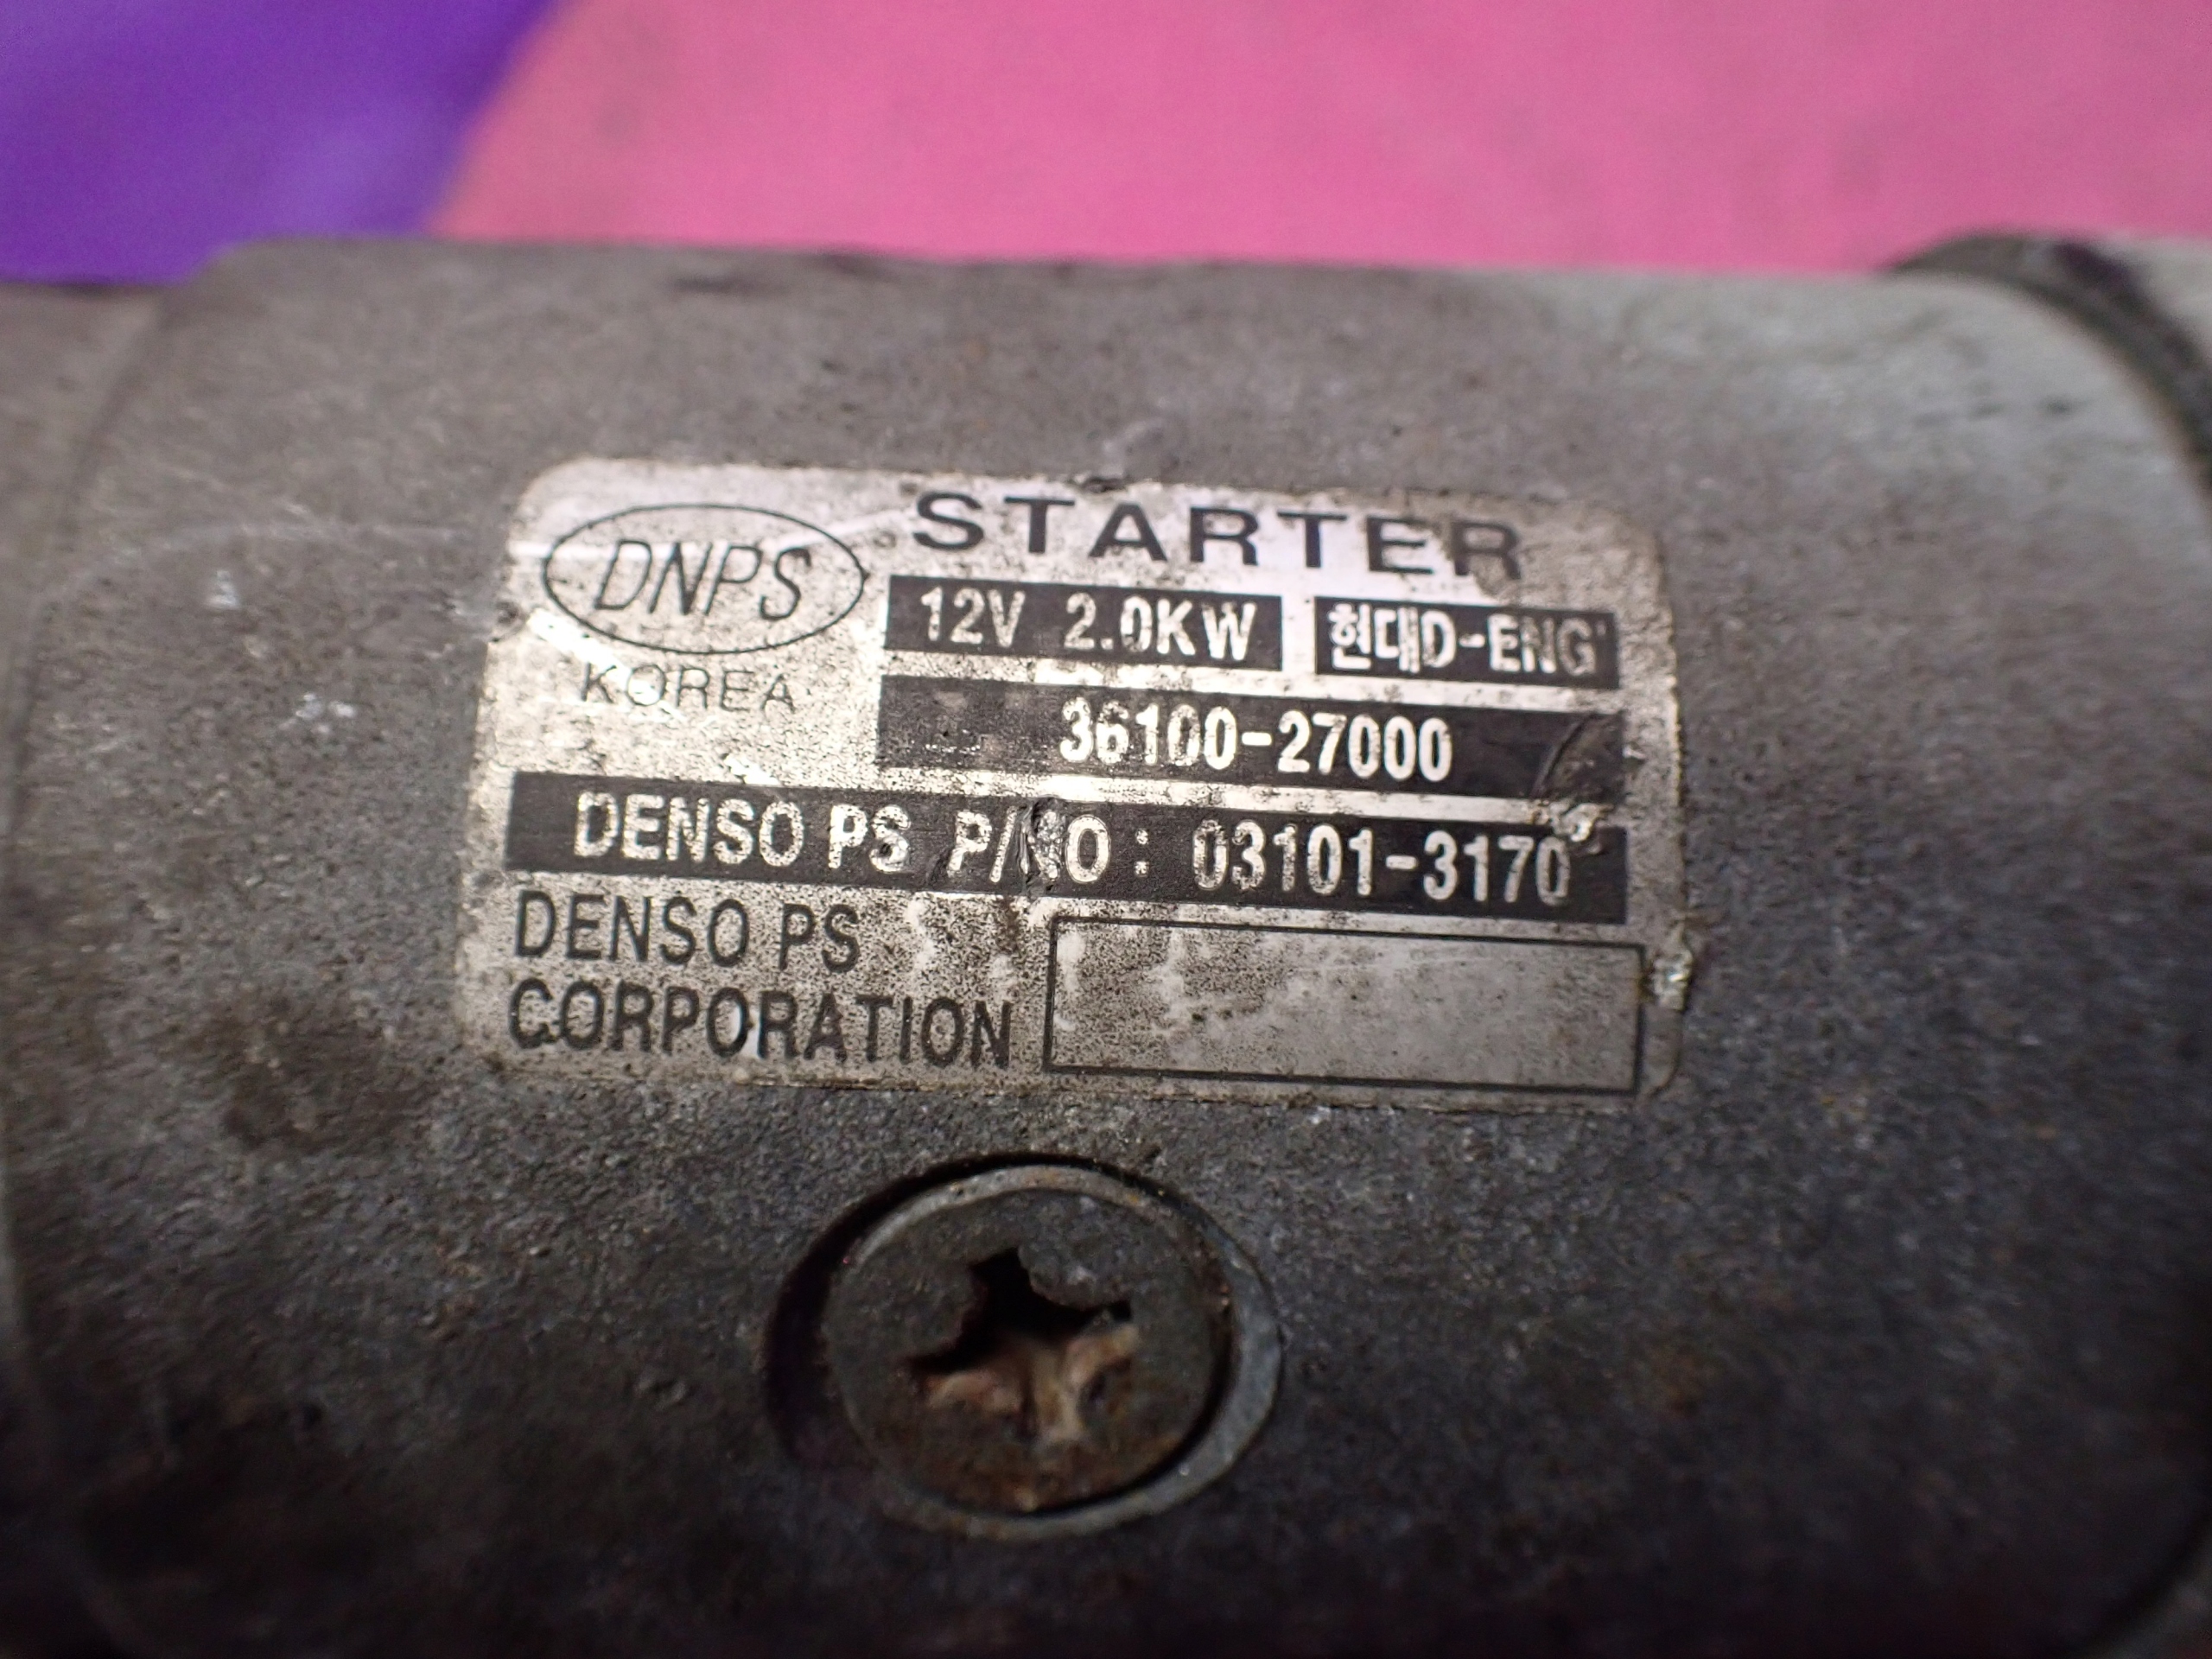 DNPS
KOREA
STARTER
12V 2.0KW
현대D-ENG'
36100-27000
DENSO PS P/NO : 03101-3170
DENSO PS
CORPORATION